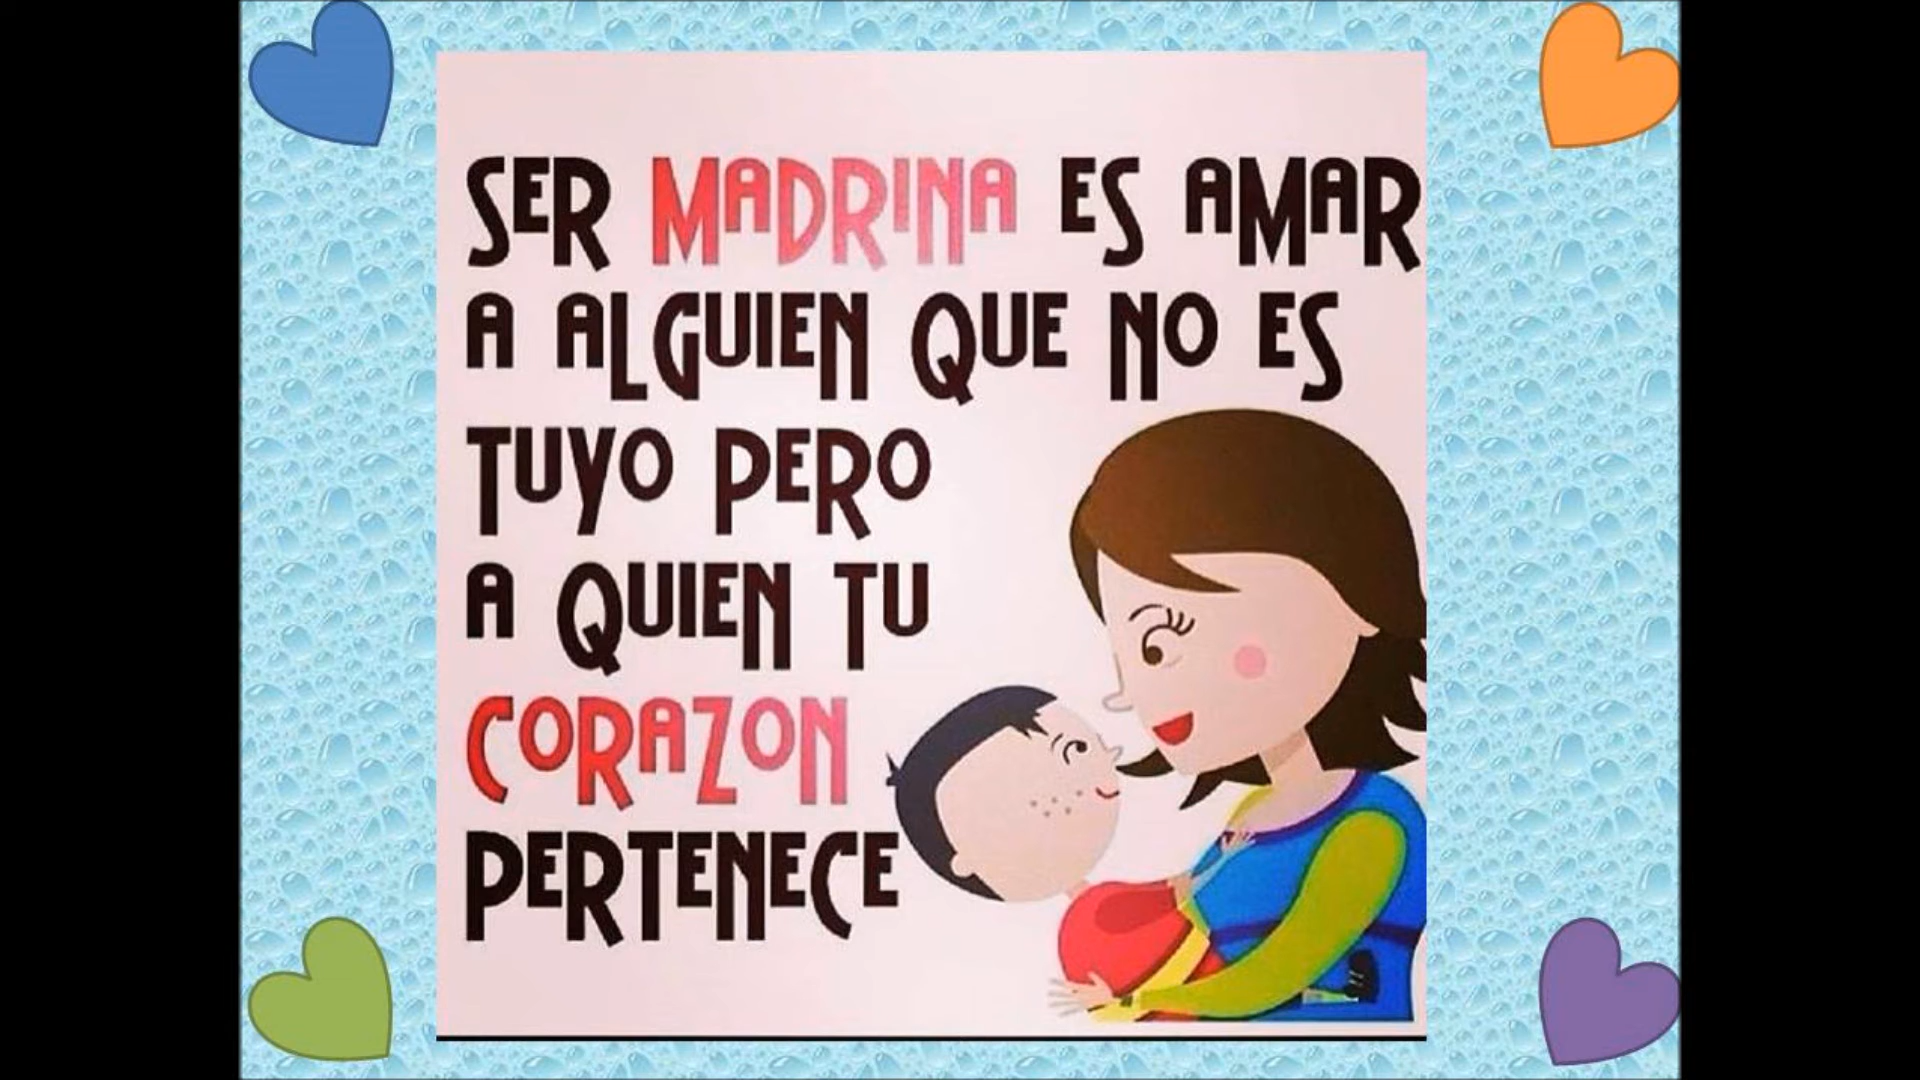 SER MADRINA ES AMAR
A ALGUIEN QUE NO ES
TUYO PERO
A QUIEN TU
CORAZON
PERTENECE